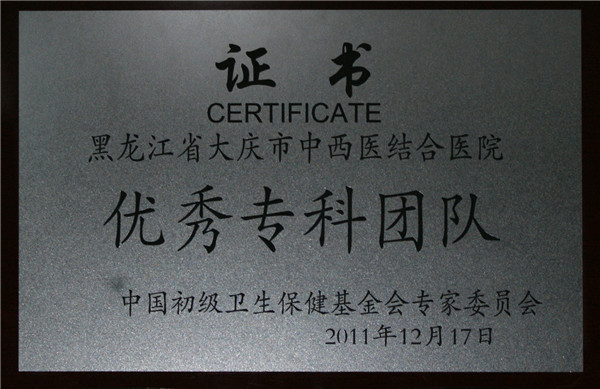 证 书
CERTIFICATE
黑龙江省大庆市中西医结合医院
优秀专科团队
中国初级卫生保健基金会专家委员会
2011年12月17日